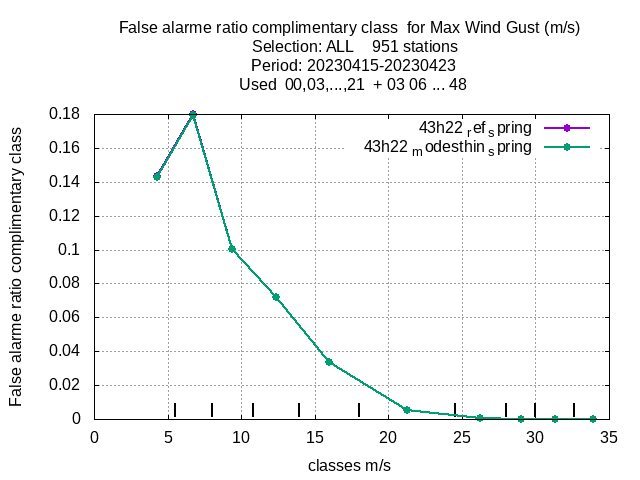 False alarme ratio complimentary class  for Max Wind Gust (m/s)
Selection: ALL    951 stations
Period: 20230415-20230423
Used  00,03,...,21  + 03 06 ... 48
43h22 ref spring
43h22 modesthin spring
False alarme ratio complimentary class
0.18
0.16
0.14
0.12
0.1
0.08
0.06
0.04
0.02
0
0 5 10 15 20 25 30 35
classes m/s